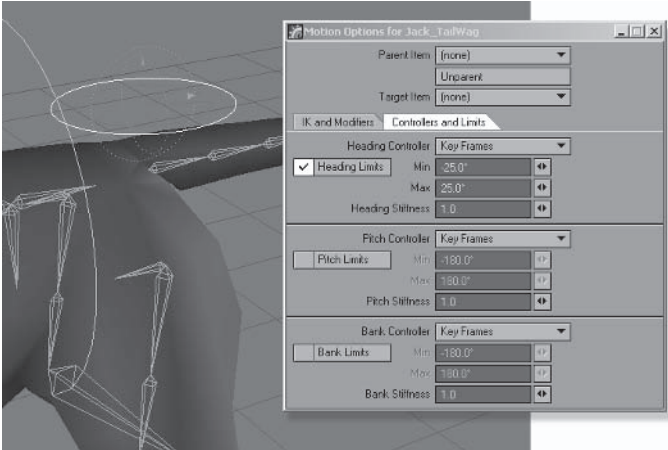 Motion Options for Jack_TailWag
Parent Item (none)
Unparent
Target Item (none)
IK and Modifiers Controllers and Limits
Heading Controller Key Frames
Heading Limits Min -25.0°
Max 25.0°
Heading Stiffness 1.0
Pitch Controller Key Frames
Pitch Limits Min -180.0°
Max 180.0°
Pitch Stiffness 1.0
Bank Controller Key Frames
Bank Limits Min -180.0°
Max 180.0°
Bank Stiffness 1.0